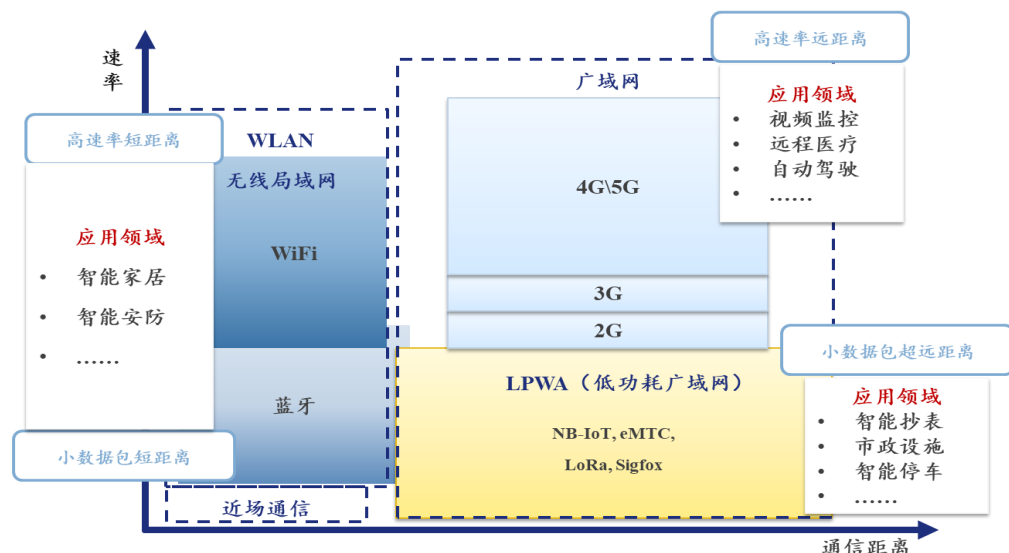 速
率
高速率短距离
应用领域
• 智能家居
• 智能安防
• ......
小数据包短距离
WLAN
无线局域网
WiFi
蓝牙
近场通信
广域网
4G\5G
3G
2G
LPWA（低功耗广域网）
NB-IoT, eMTC,
LoRa, Sigfox
高速率远距离
应用领域
• 视频监控
• 远程医疗
• 自动驾驶
• ......
小数据包超远距离
应用领域
• 智能抄表
• 市政设施
• 智能停车
• ......
通信距离